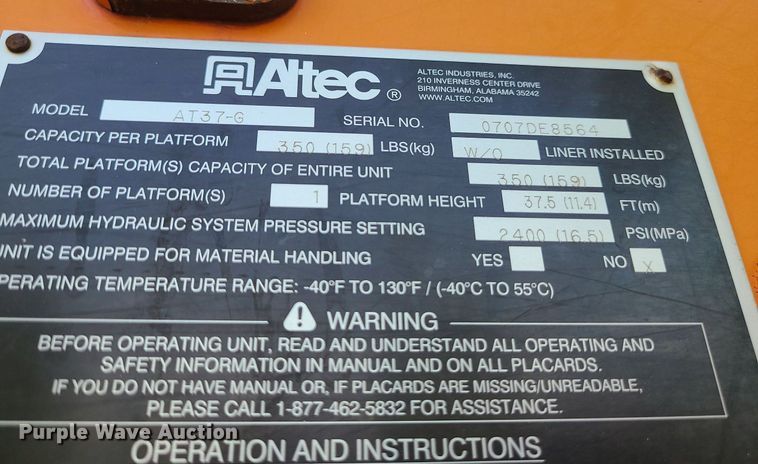 Altec ®
ALTEC INDUSTRIES, INC.
210 INVERNESS CENTER DRIVE
BIRMINGHAM, ALABAMA 35242
WWW.ALTEC.COM
MODEL AT37-G SERIAL NO. 0707DE8564
CAPACITY PER PLATFORM 350 (159) LBS(kg) W/O LINER INSTALLED
TOTAL PLATFORM(S) CAPACITY OF ENTIRE UNIT 350 (159) LBS(kg)
NUMBER OF PLATFORM(S) 1 PLATFORM HEIGHT 37.5 (11.4) FT(m)
MAXIMUM HYDRAULIC SYSTEM PRESSURE SETTING 2400 (16.5) PSI(MPa)
UNIT IS EQUIPPED FOR MATERIAL HANDLING YES NO X
PERATING TEMPERATURE RANGE: -40°F TO 130°F / (-40°C TO 55°C)
WARNING
BEFORE OPERATING UNIT, READ AND UNDERSTAND ALL OPERATING AND
SAFETY INFORMATION IN MANUAL AND ON ALL PLACARDS.
IF YOU DO NOT HAVE MANUAL OR, IF PLACARDS ARE MISSING/UNREADABLE,
PLEASE CALL 1-877-462-5832 FOR ASSISTANCE.
OPERATION AND INSTRUCTIONS
Purple Wave Auction